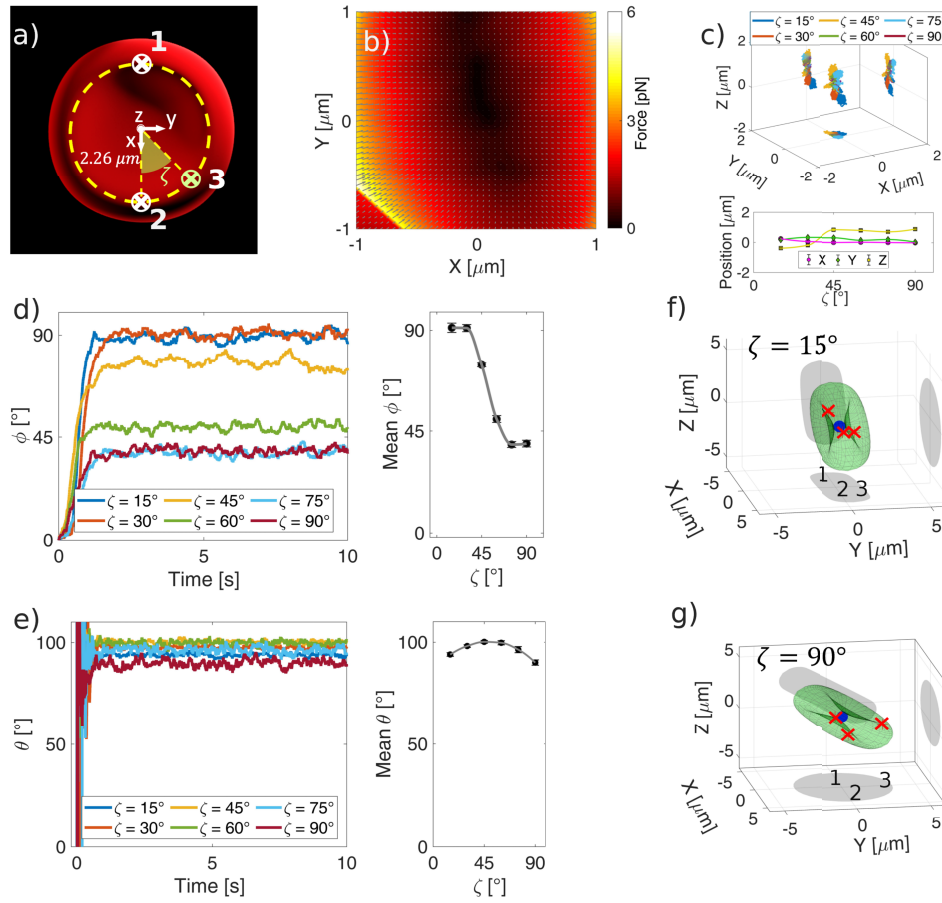 a)
1
z
y
x
2.26 μm
ζ
3
2
b)
1
0
-1
Y [μm]
-1
0
1
X [μm]
6
3
0
Force [pN]
c)
ζ = 15° ζ = 45° ζ = 75°
ζ = 30° ζ = 60° ζ = 90°
2
0
-2
Z [μm]
2
0
-2
Y [μm]
-2
0
2
X [μm]
2
0
-2
Position [μm]
X Y Z
0 45 90
ζ [°]
d)
90
45
0
ϕ [°]
ζ = 15° ζ = 45° ζ = 75°
ζ = 30° ζ = 60° ζ = 90°
0 5 10
Time [s]
90
45
0
Mean ϕ [°]
0 45 90
ζ [°]
e)
100
50
0
θ [°]
ζ = 15° ζ = 45° ζ = 75°
ζ = 30° ζ = 60° ζ = 90°
0 5 10
Time [s]
100
50
0
Mean θ [°]
0 45 90
ζ [°]
f)
ζ = 15°
5
0
-5
Z [μm]
1
2 3
-5
0
5
X [μm]
-5 0 5
Y [μm]
g)
ζ = 90°
5
0
-5
Z [μm]
1 3
2
-5
0
5
X [μm]
-5 0 5
Y [μm]